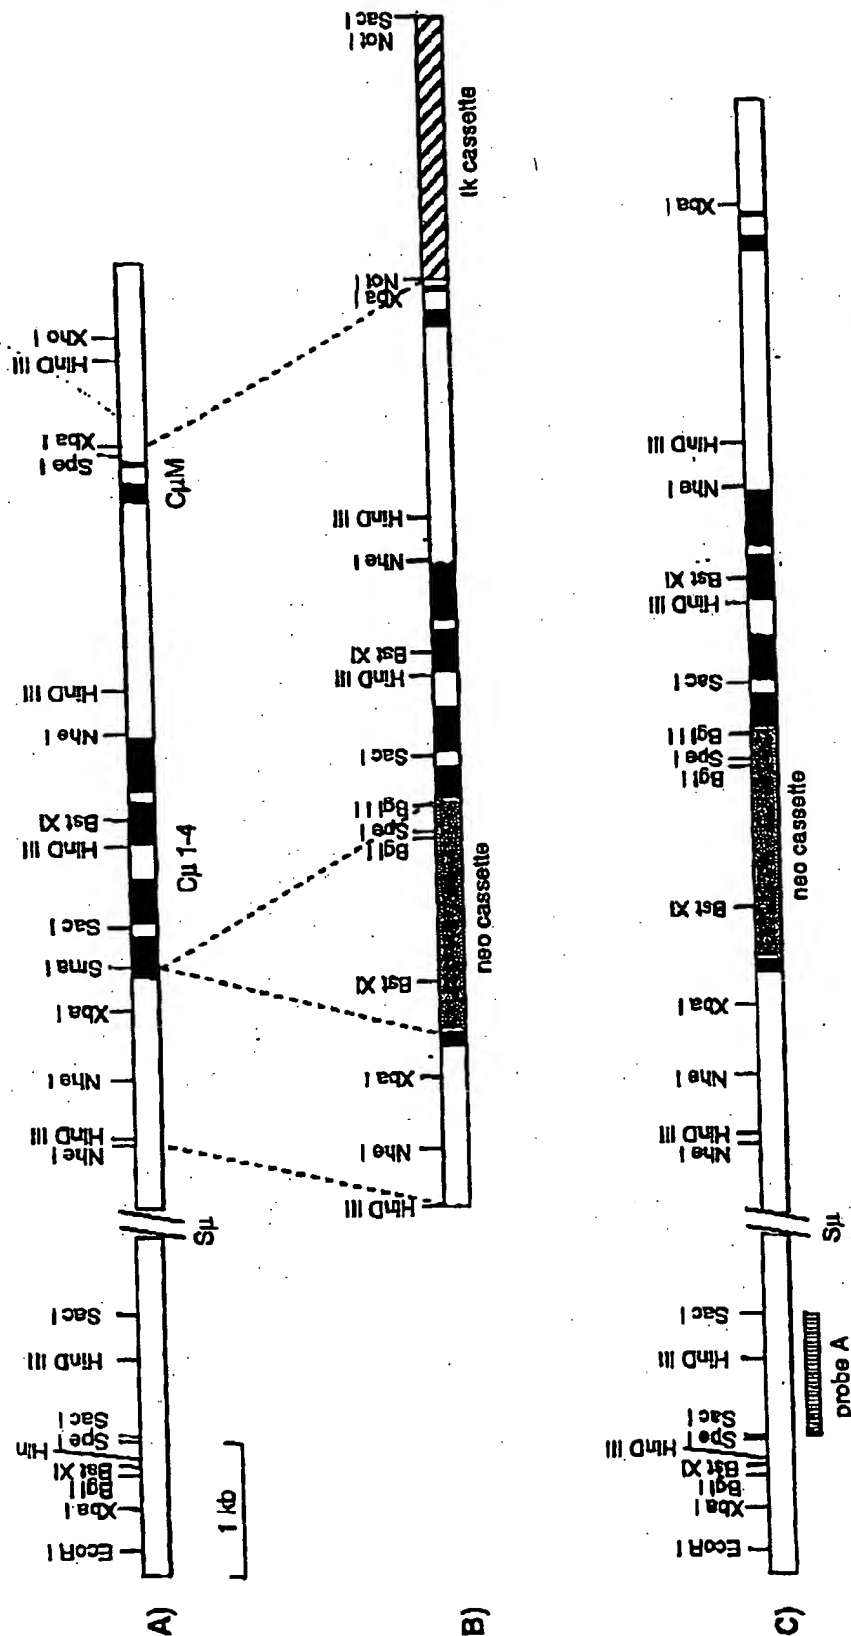 A)
EcoR I
Xba I
Bgl I
Bst XI
Hin
Spe I
Sac I
HinD III
Sac I
Sμ
Nhe I
HinD III
Nhe I
Xba I
Sma I
Sac I
HinD III
Bst XI
Cμ 1-4
Nhe I
HinD III
CμM
Spe I
Xba I
HinD III
Xho I
1 kb
B)
HinD III
Nhe I
Xba I
Bst XI
neo cassette
Bgl I
Spe I
Bgl II
Sac I
HinD III
Bst XI
Nhe I
HinD III
Xba I
Not I
tk cassette
Not I
Sac I
C)
EcoR I
Xba I
Bgl I
Bst XI
HinD III
Spe I
Sac I
HinD III
Sac I
probe A
Sμ
Nhe I
HinD III
Nhe I
Xba I
Bst XI
neo cassette
Bgl I
Spe I
Bgl II
Sac I
HinD III
Bst XI
Nhe I
HinD III
Xba I